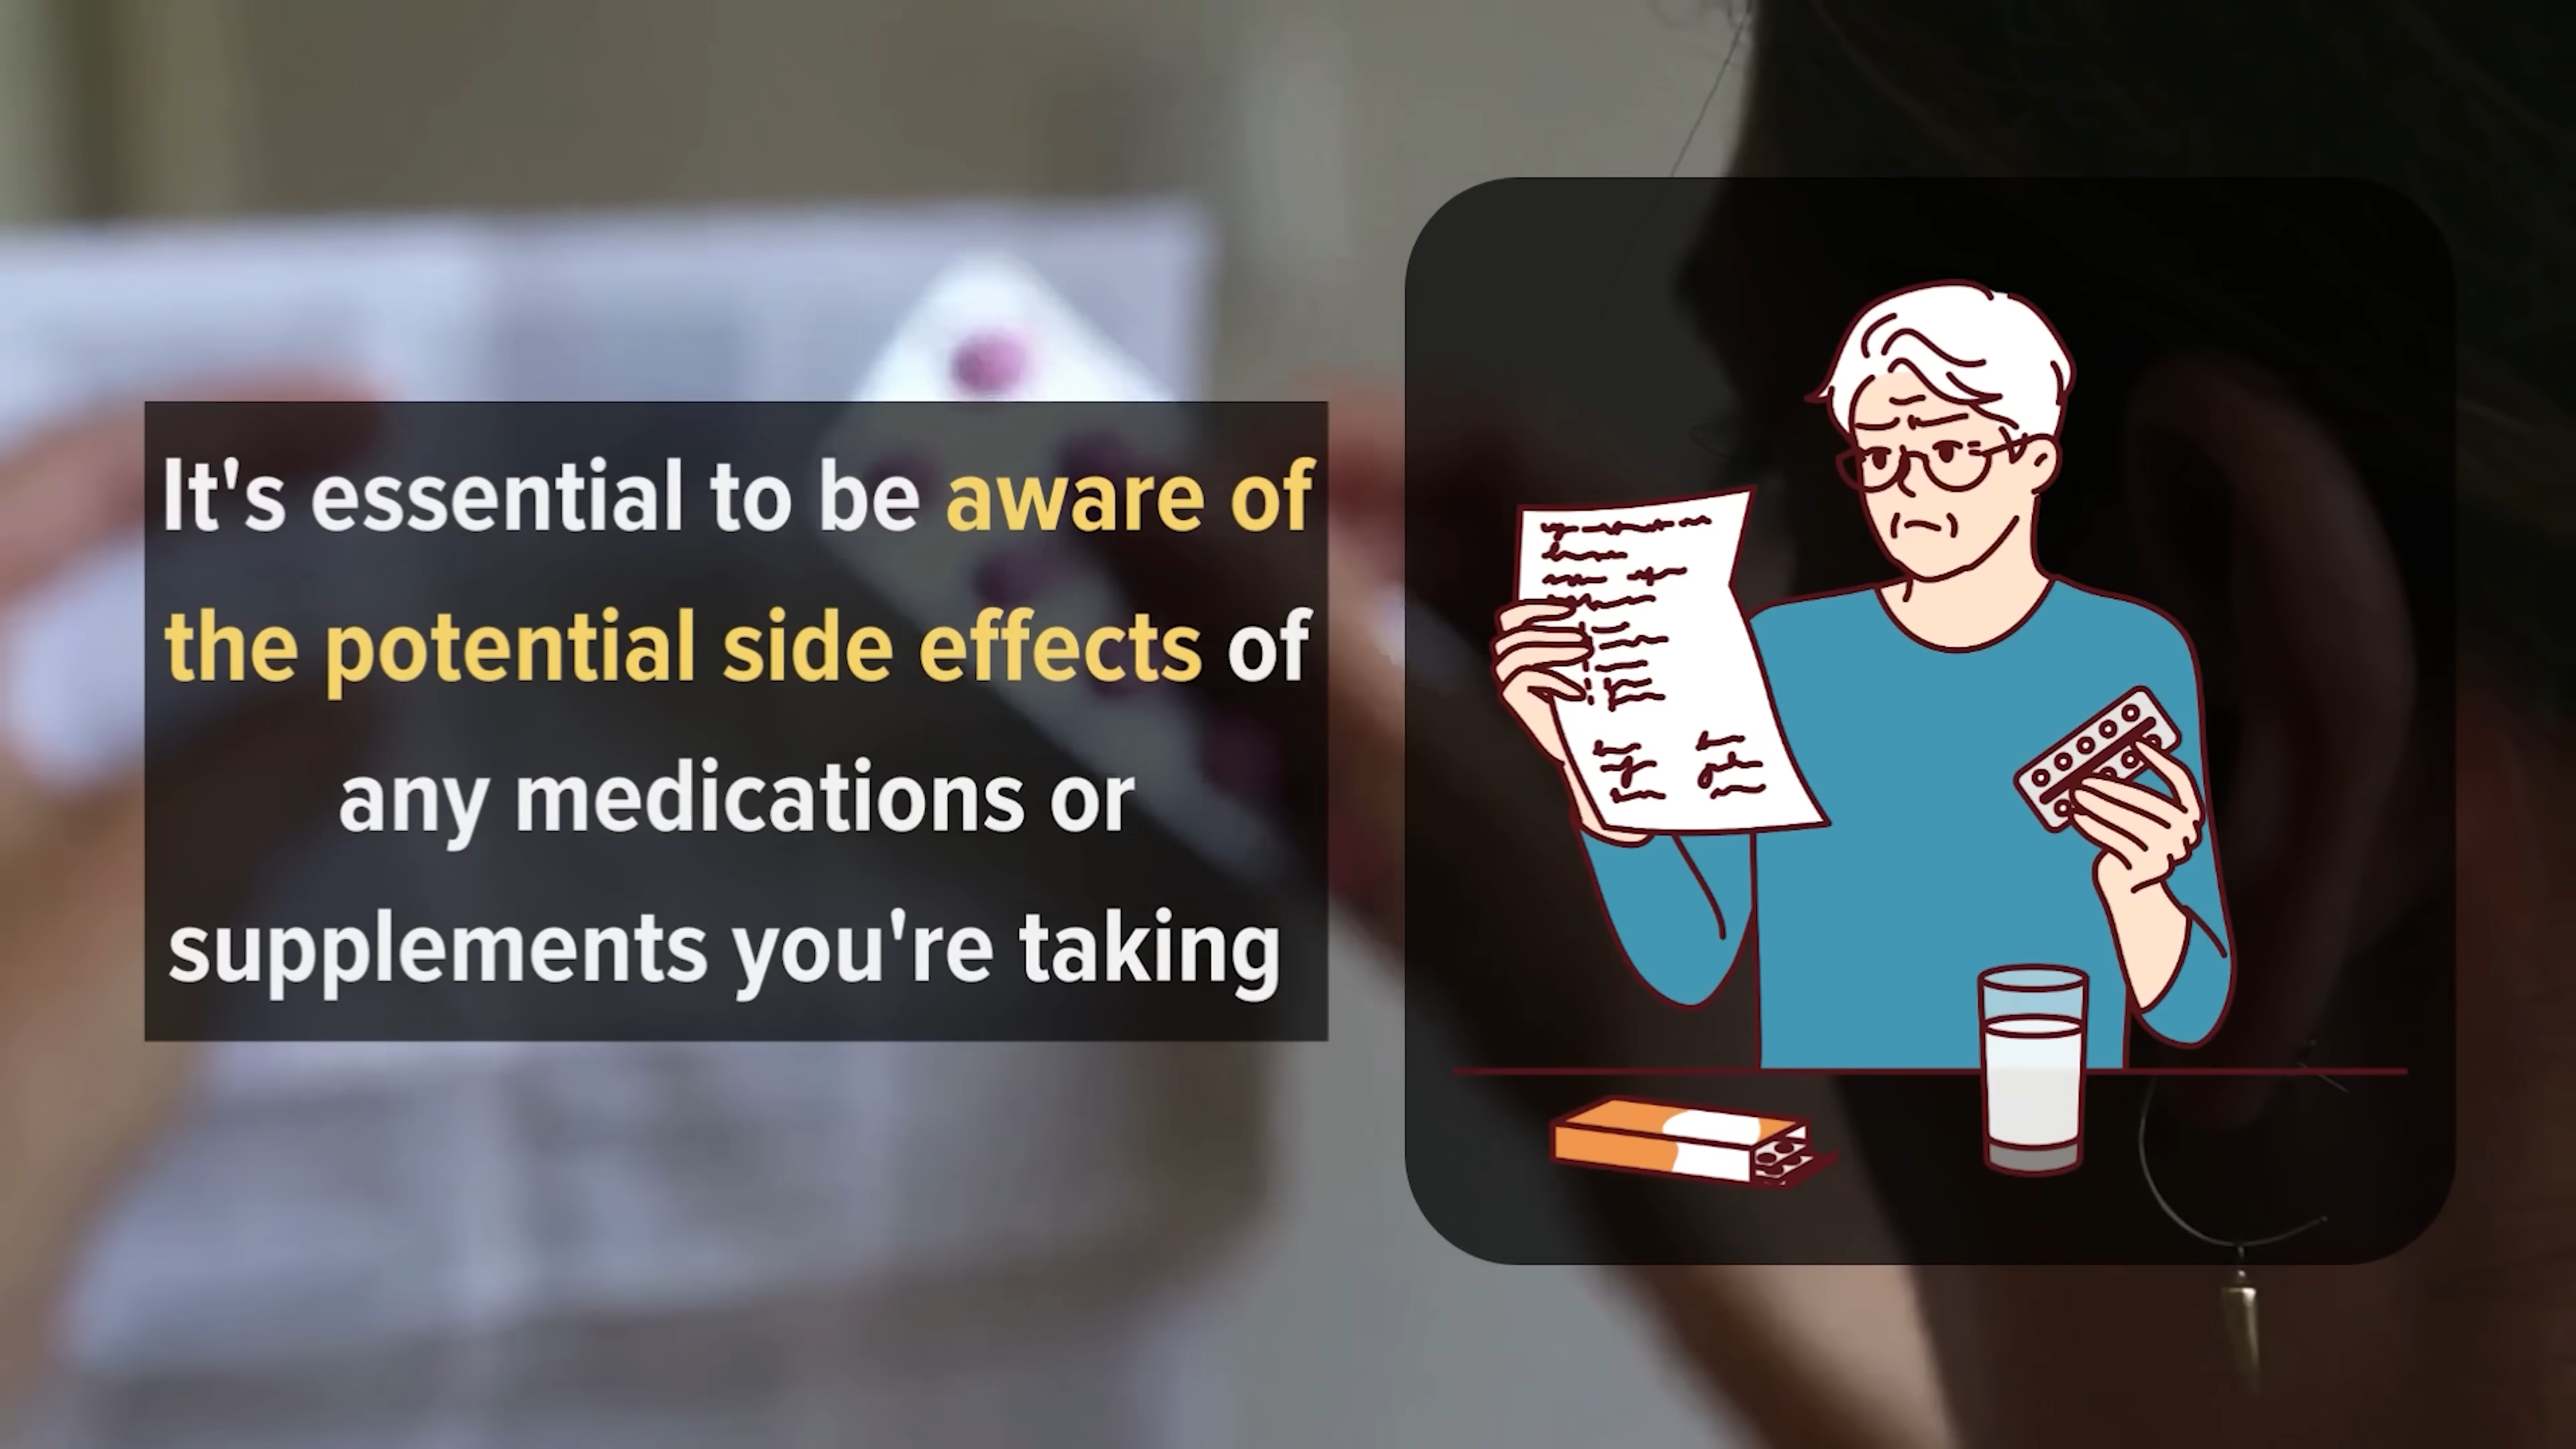 It's essential to be aware of
the potential side effects of
any medications or
supplements you're taking